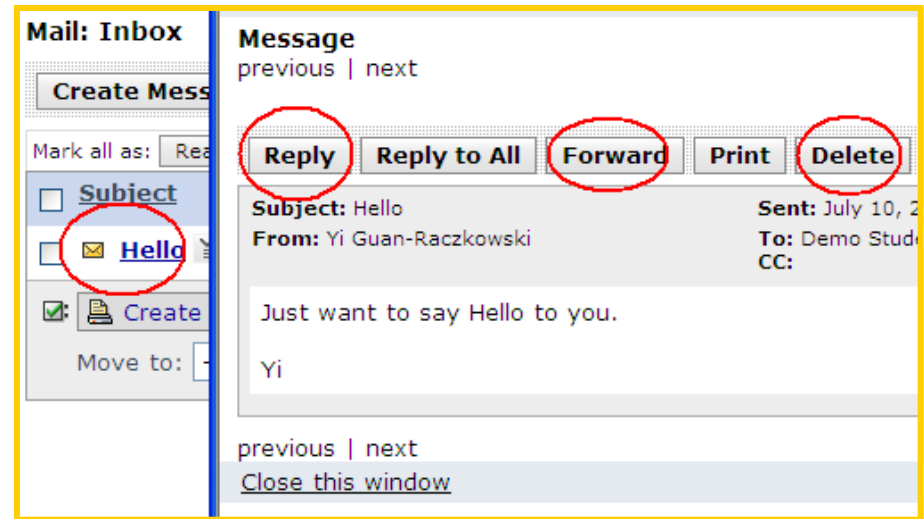 Mail: Inbox
Create Mess
Mark all as: Rea
Subject
Hello
Create
Move to:
Message
previous | next
Reply Reply to All Forward Print Delete
Subject: Hello Sent: July 10, 2
From: Yi Guan-Raczkowski To: Demo Stude
CC:
Just want to say Hello to you.
Yi
previous | next
Close this window